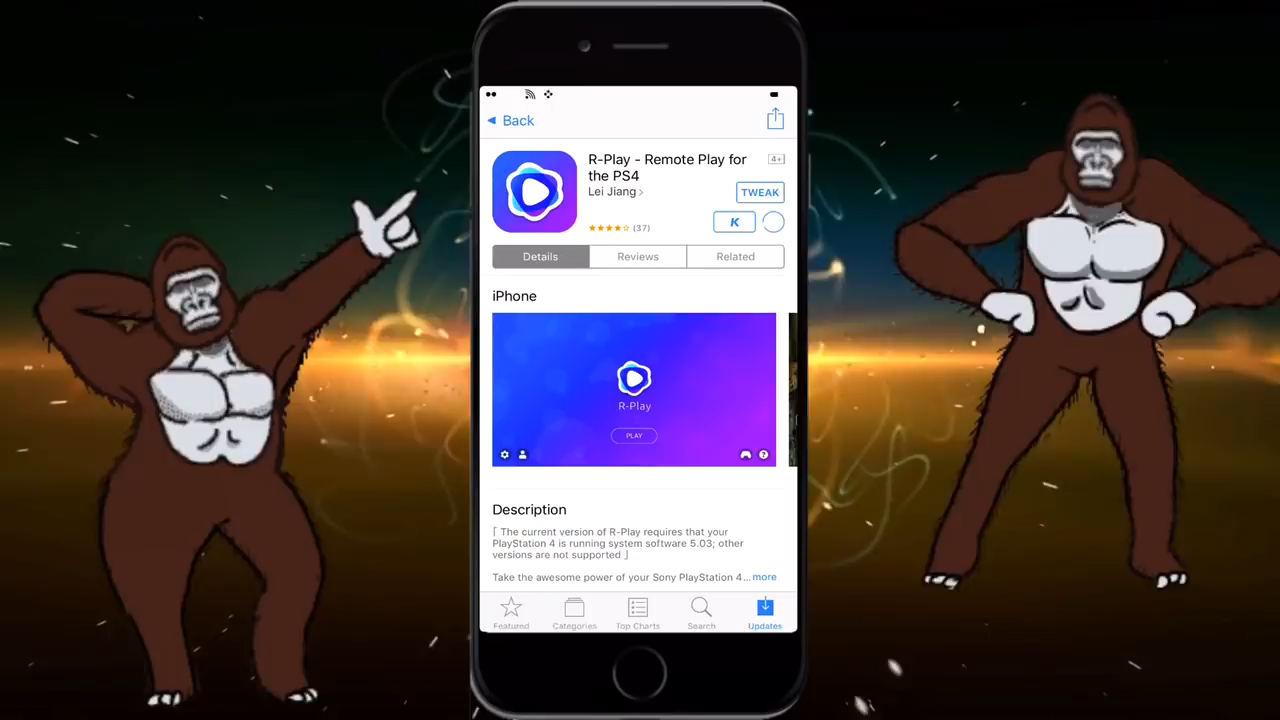 Back
R-Play - Remote Play for
the PS4
4+
Lei Jiang
TWEAK
(37)
K
Details
Reviews
Related
iPhone
R-Play
PLAY
Description
「 The current version of R-Play requires that your
PlayStation 4 is running system software 5.03; other
versions are not supported 」
Take the awesome power of your Sony PlayStation 4... more
Featured
Categories
Top Charts
Search
Updates